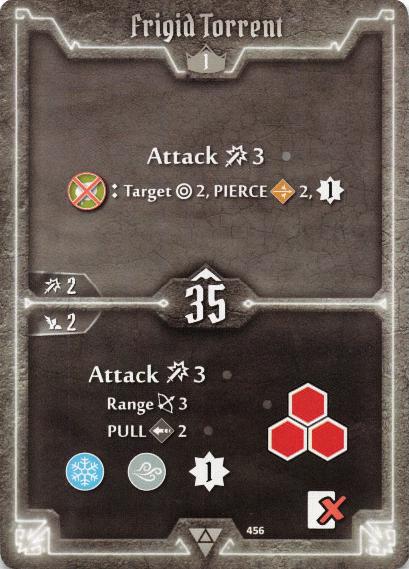 Frigid Torrent
1
Attack 3
: Target 2, PIERCE 2, 1
2
35
2
Attack 3
Range 3
PULL 2
1
456